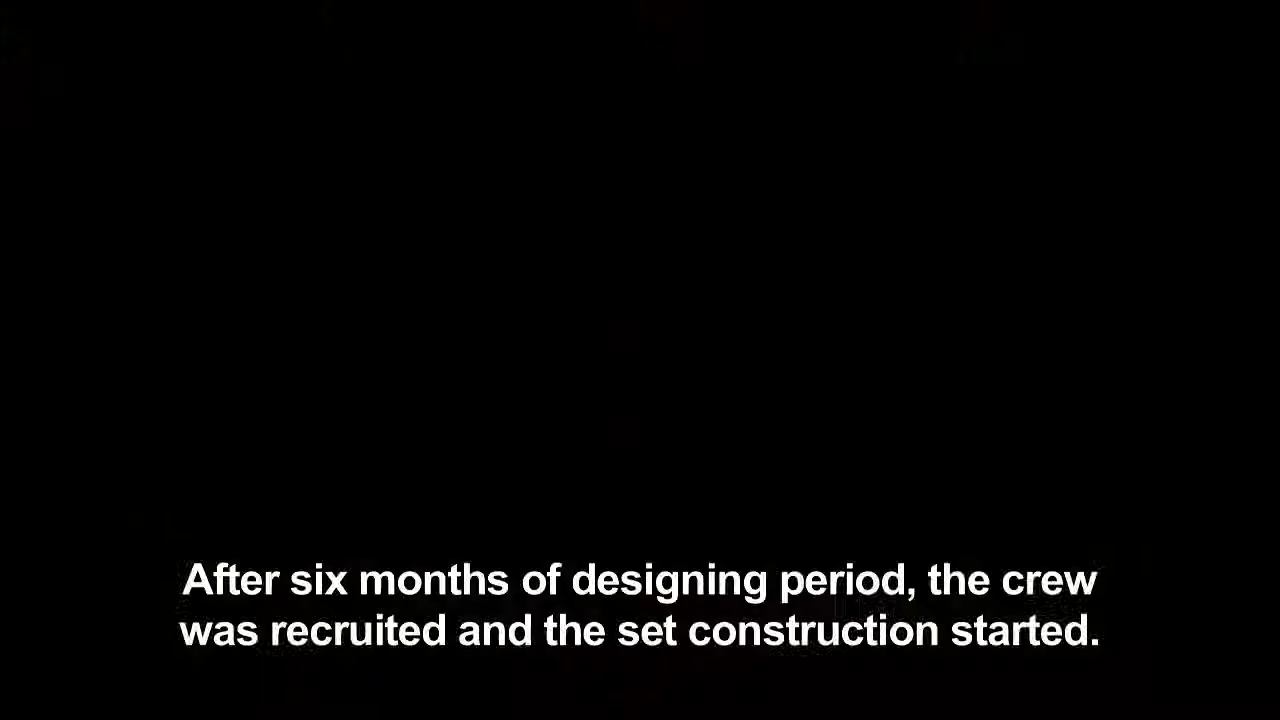 After six months of designing period, the crew
was recruited and the set construction started.